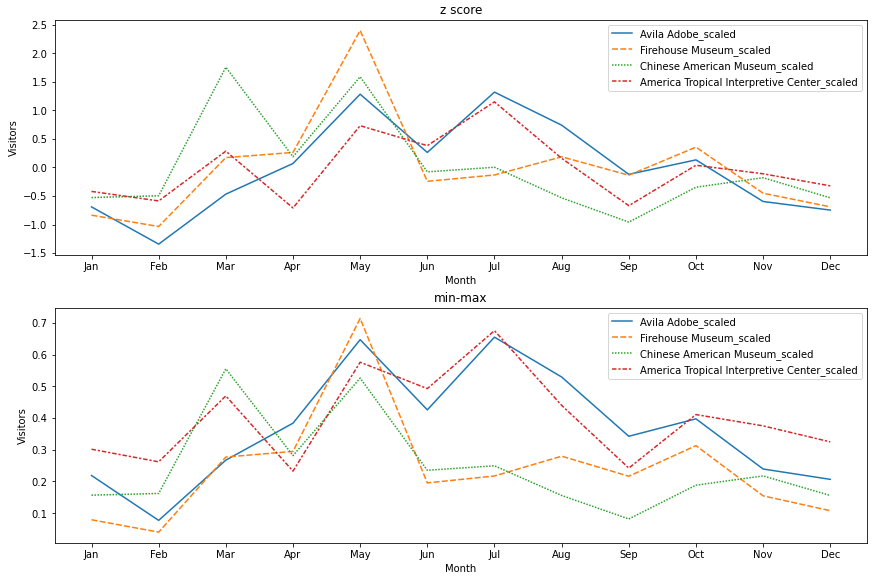 z score
Visitors
2.5
2.0
1.5
1.0
0.5
0.0
−0.5
−1.0
−1.5
Avila Adobe_scaled
Firehouse Museum_scaled
Chinese American Museum_scaled
America Tropical Interpretive Center_scaled
Jan Feb Mar Apr May Jun Jul Aug Sep Oct Nov Dec
Month
min-max
Visitors
0.7
0.6
0.5
0.4
0.3
0.2
0.1
Avila Adobe_scaled
Firehouse Museum_scaled
Chinese American Museum_scaled
America Tropical Interpretive Center_scaled
Jan Feb Mar Apr May Jun Jul Aug Sep Oct Nov Dec
Month